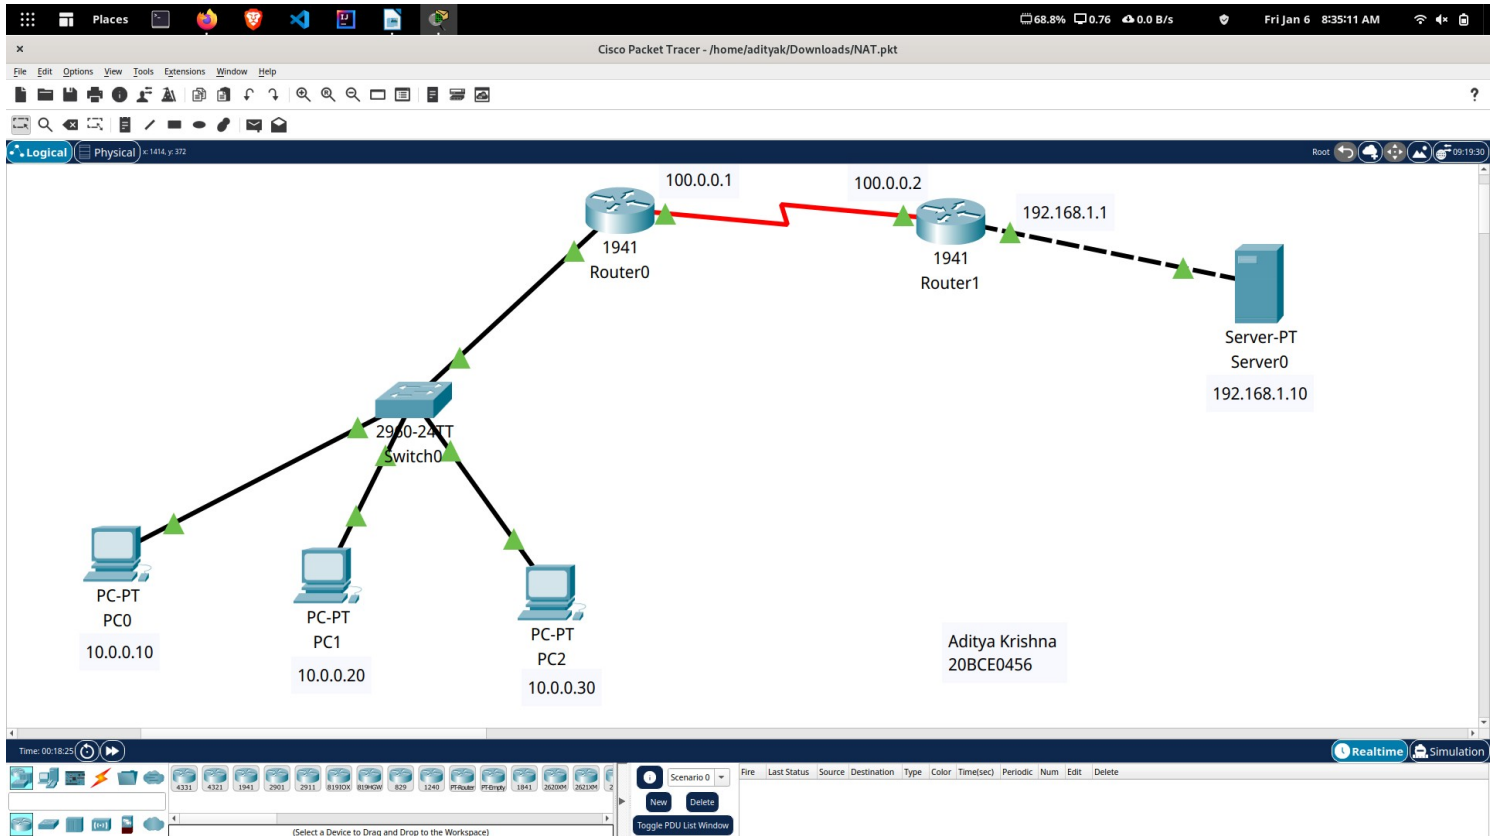 Places
68.8% 0.76 0.0 B/s
Fri Jan 6 8:35:11 AM
Cisco Packet Tracer - /home/adityak/Downloads/NAT.pkt
File Edit Options View Tools Extensions Window Help
?
Logical Physical x: 1414, y: 372
Root 09:19:30
100.0.0.1
100.0.0.2
192.168.1.1
1941
Router0
1941
Router1
Server-PT
Server0
192.168.1.10
2960-24TT
Switch0
PC-PT
PC0
10.0.0.10
PC-PT
PC1
10.0.0.20
PC-PT
PC2
10.0.0.30
Aditya Krishna
20BCE0456
Time: 00:18:25
Realtime Simulation
4331 4321 1941 2901 2911 819IOX 819HGW 829 1240 PT-Router PT-Empty 1841 2620XM 2621XM 2
(Select a Device to Drag and Drop to the Workspace)
Scenario 0
New Delete
Toggle PDU List Window
Fire Last Status Source Destination Type Color Time(sec) Periodic Num Edit Delete